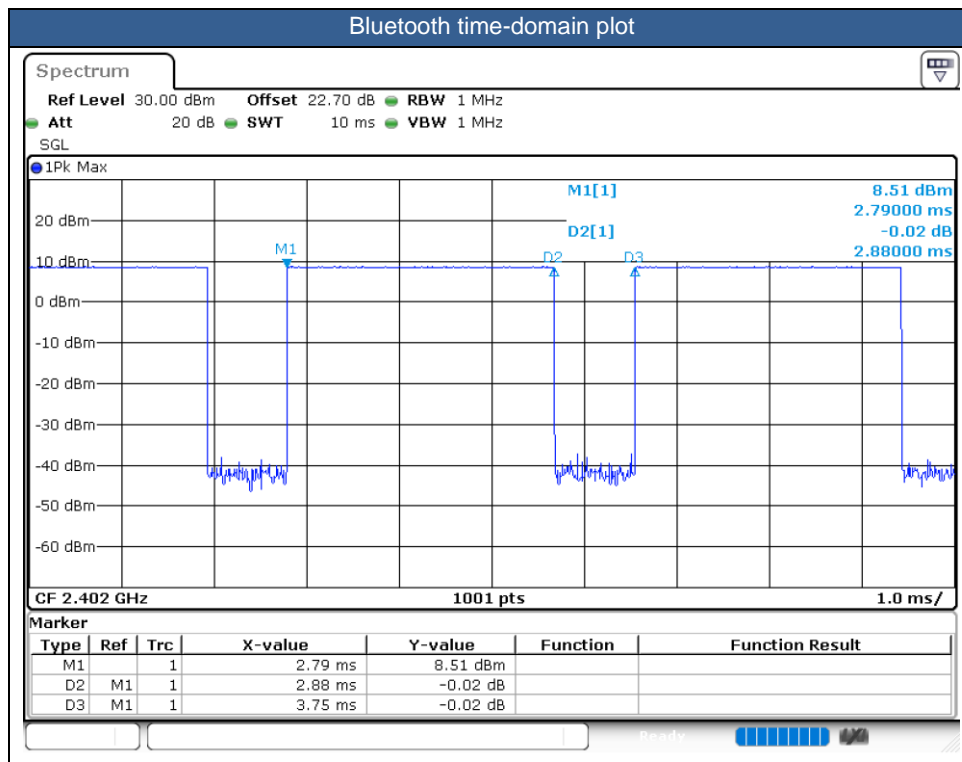 Bluetooth time-domain plot
Spectrum
Ref Level 30.00 dBm Offset 22.70 dB RBW 1 MHz
Att 20 dB SWT 10 ms VBW 1 MHz
SGL
1Pk Max
M1[1] 8.51 dBm
2.79000 ms
20 dBm
D2[1] -0.02 dB
2.88000 ms
M1
D2
D3
10 dBm
0 dBm
-10 dBm
-20 dBm
-30 dBm
-40 dBm
-50 dBm
-60 dBm
CF 2.402 GHz 1001 pts 1.0 ms/
Marker
Type Ref Trc X-value Y-value Function Function Result
M1 1 2.79 ms 8.51 dBm
D2 M1 1 2.88 ms -0.02 dB
D3 M1 1 3.75 ms -0.02 dB
Ready